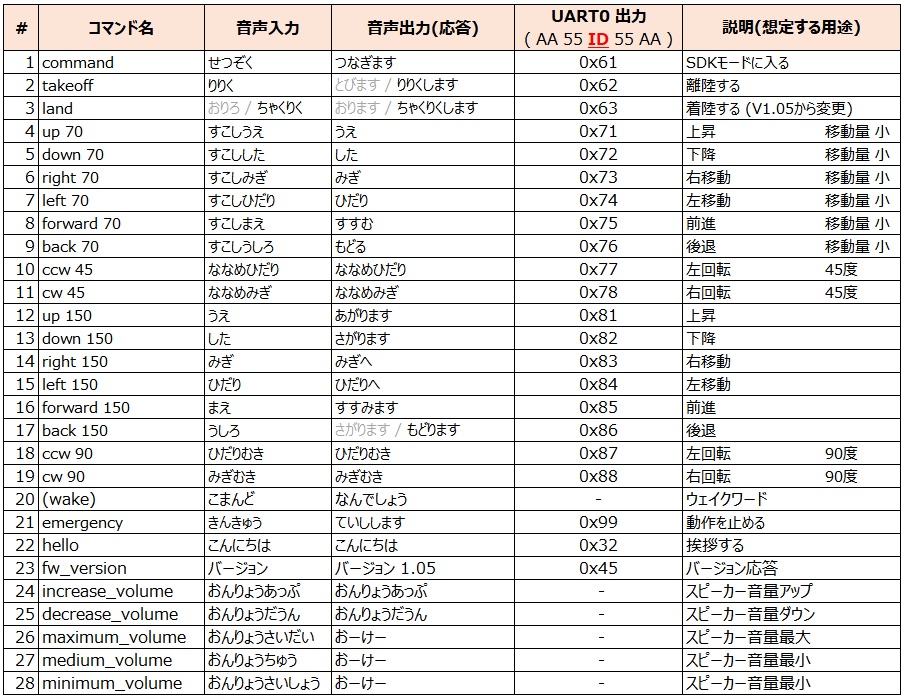 # コマンド名 音声入力 音声出力(応答) UART0 出力 ( AA 55 ID 55 AA ) 説明(想定する用途)
1 command せつぞく つなぎます 0x61 SDKモードに入る
2 takeoff りりく とびます / りりくします 0x62 離陸する
3 land おりろ / ちゃくりく おります / ちゃくりくします 0x63 着陸する (V1.05から変更)
4 up 70 すこしうえ うえ 0x71 上昇 移動量 小
5 down 70 すこしした した 0x72 下降 移動量 小
6 right 70 すこしみぎ みぎ 0x73 右移動 移動量 小
7 left 70 すこしひだり ひだり 0x74 左移動 移動量 小
8 forward 70 すこしまえ すすむ 0x75 前進 移動量 小
9 back 70 すこしうしろ もどる 0x76 後退 移動量 小
10 ccw 45 ななめひだり ななめひだり 0x77 左回転 45度
11 cw 45 ななめみぎ ななめみぎ 0x78 右回転 45度
12 up 150 うえ あがります 0x81 上昇
13 down 150 した さがります 0x82 下降
14 right 150 みぎ みぎへ 0x83 右移動
15 left 150 ひだり ひだりへ 0x84 左移動
16 forward 150 まえ すすみます 0x85 前進
17 back 150 うしろ さがります / もどります 0x86 後退
18 ccw 90 ひだりむき ひだりむき 0x87 左回転 90度
19 cw 90 みぎむき みぎむき 0x88 右回転 90度
20 (wake) こまんど なんでしょう - ウェイクワード
21 emergency きんきゅう ていしします 0x99 動作を止める
22 hello こんにちは こんにちは 0x32 挨拶する
23 fw_version バージョン バージョン 1.05 0x45 バージョン応答
24 increase_volume おんりょうあっぷ おんりょうあっぷ - スピーカー音量アップ
25 decrease_volume おんりょうだうん おんりょうだうん - スピーカー音量ダウン
26 maximum_volume おんりょうさいだい おーけー - スピーカー音量最大
27 medium_volume おんりょうちゅう おーけー - スピーカー音量最小
28 minimum_volume おんりょうさいしょう おーけー - スピーカー音量最小